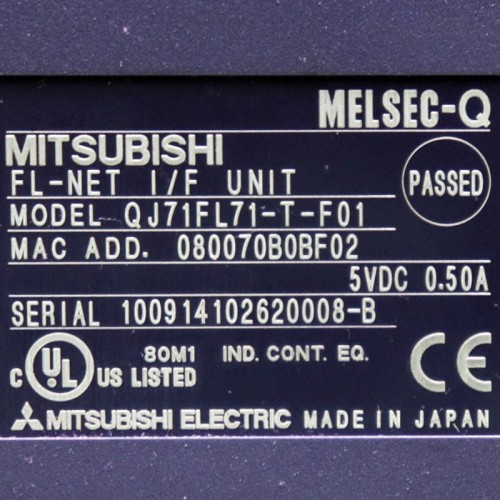 MELSEC-Q
MITSUBISHI
FL-NET I/F UNIT
PASSED
MODEL QJ71FL71-T-F01
MAC ADD. 080070B0BF02
5VDC 0.50A
SERIAL 100914102620008-B
C UL US LISTED 80M1 IND. CONT. EQ. CE
MITSUBISHI ELECTRIC MADE IN JAPAN